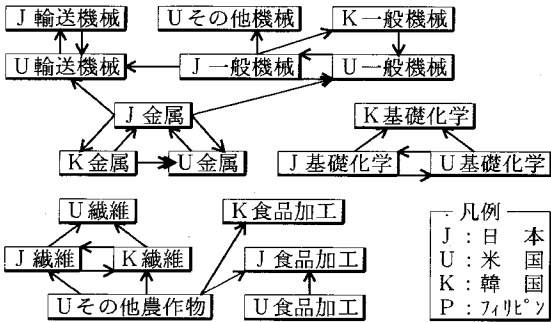 J輸送機械 Uその他機械 K一般機械
U輸送機械 J一般機械 U一般機械
J金属 K基礎化学
K金属 U金属 J基礎化学 U基礎化学
U繊維 K食品加工
J繊維 K繊維 J食品加工
Uその他農作物 U食品加工
凡例
J：日本
U：米国
K：韓国
P：フィリピン